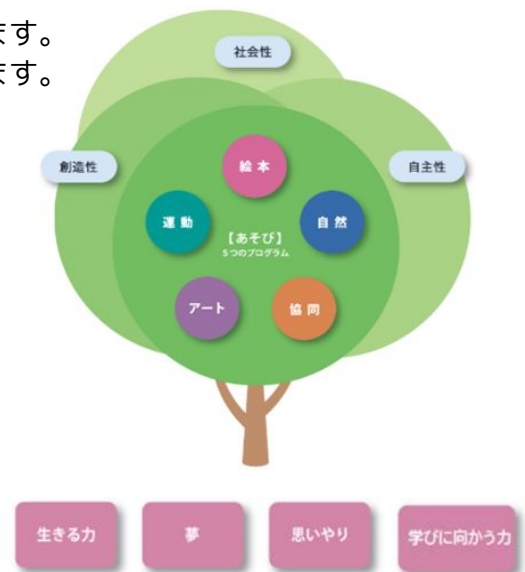 ます。
ます。
社会性
創造性
自主性
絵本
運動
自然
【あそび】
5つのプログラム
アート
協同
生きる力
夢
思いやり
学びに向かう力